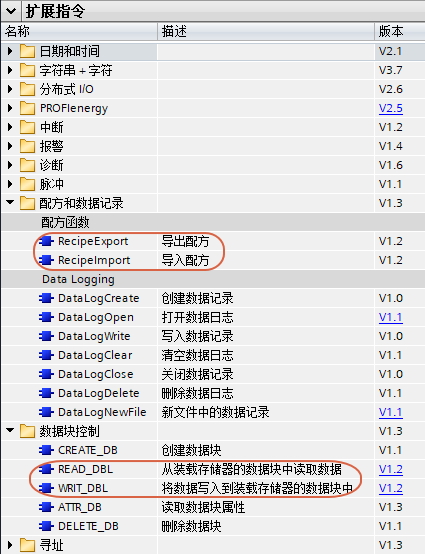 扩展指令
名称 描述 版本
日期和时间 V2.1
字符串 + 字符 V3.7
分布式 I/O V2.6
PROFIenergy V2.5
中断 V1.2
报警 V1.4
诊断 V1.6
脉冲 V1.1
配方和数据记录 V1.3
配方函数
RecipeExport 导出配方 V1.2
RecipeImport 导入配方 V1.2
Data Logging
DataLogCreate 创建数据记录 V1.0
DataLogOpen 打开数据日志 V1.1
DataLogWrite 写入数据记录 V1.0
DataLogClear 清空数据日志 V1.1
DataLogClose 关闭数据记录 V1.0
DataLogDelete 删除数据日志 V1.1
DataLogNewFile 新文件中的数据记录 V1.1
数据块控制 V1.3
CREATE_DB 创建数据块 V1.1
READ_DBL 从装载存储器的数据块中读取数据 V1.2
WRIT_DBL 将数据写入到装载存储器的数据块中 V1.2
ATTR_DB 读取数据块属性 V1.3
DELETE_DB 删除数据块 V1.1
寻址 V1.3